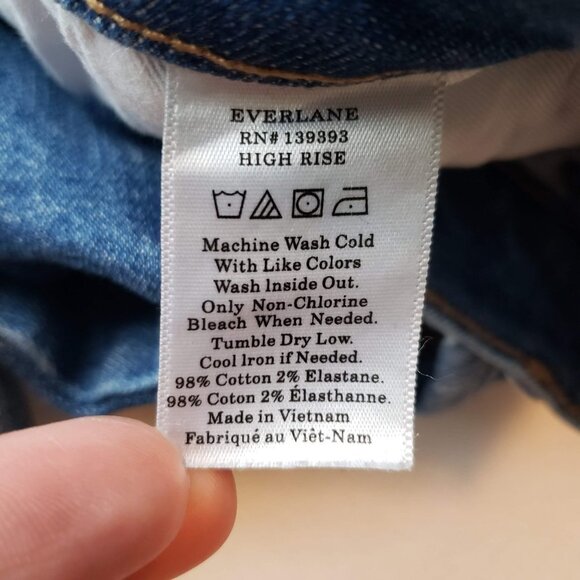 EVERLANE
RN# 139393
HIGH RISE
Machine Wash Cold
With Like Colors
Wash Inside Out.
Only Non-Chlorine
Bleach When Needed.
Tumble Dry Low.
Cool Iron if Needed.
98% Cotton 2% Elastane.
98% Coton 2% Élasthanne.
Made in Vietnam
Fabriqué au Viêt-Nam